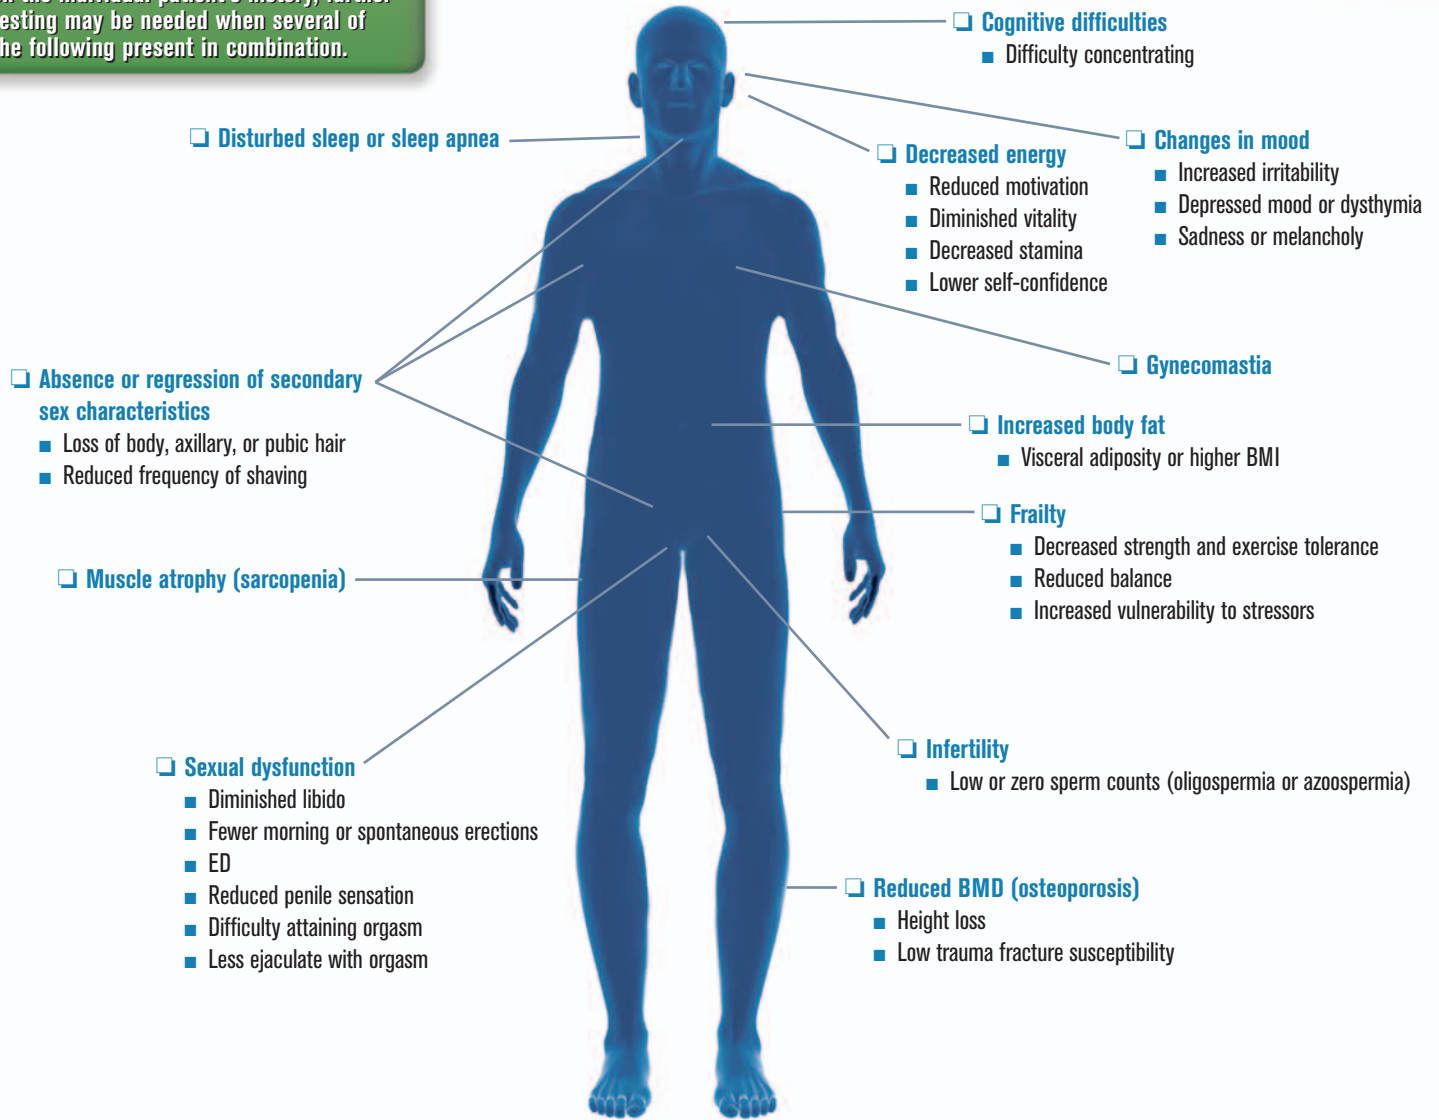 esting may be needed when several of
he following present in combination.
❏ Cognitive difficulties
■ Difficulty concentrating
❏ Disturbed sleep or sleep apnea
❏ Changes in mood
■ Increased irritability
■ Depressed mood or dysthymia
■ Sadness or melancholy
❏ Decreased energy
■ Reduced motivation
■ Diminished vitality
■ Decreased stamina
■ Lower self-confidence
❏ Gynecomastia
❏ Absence or regression of secondary
sex characteristics
■ Loss of body, axillary, or pubic hair
■ Reduced frequency of shaving
❏ Increased body fat
■ Visceral adiposity or higher BMI
❏ Frailty
■ Decreased strength and exercise tolerance
■ Reduced balance
■ Increased vulnerability to stressors
❏ Muscle atrophy (sarcopenia)
❏ Infertility
■ Low or zero sperm counts (oligospermia or azoospermia)
❏ Sexual dysfunction
■ Diminished libido
■ Fewer morning or spontaneous erections
■ ED
■ Reduced penile sensation
■ Difficulty attaining orgasm
■ Less ejaculate with orgasm
❏ Reduced BMD (osteoporosis)
■ Height loss
■ Low trauma fracture susceptibility